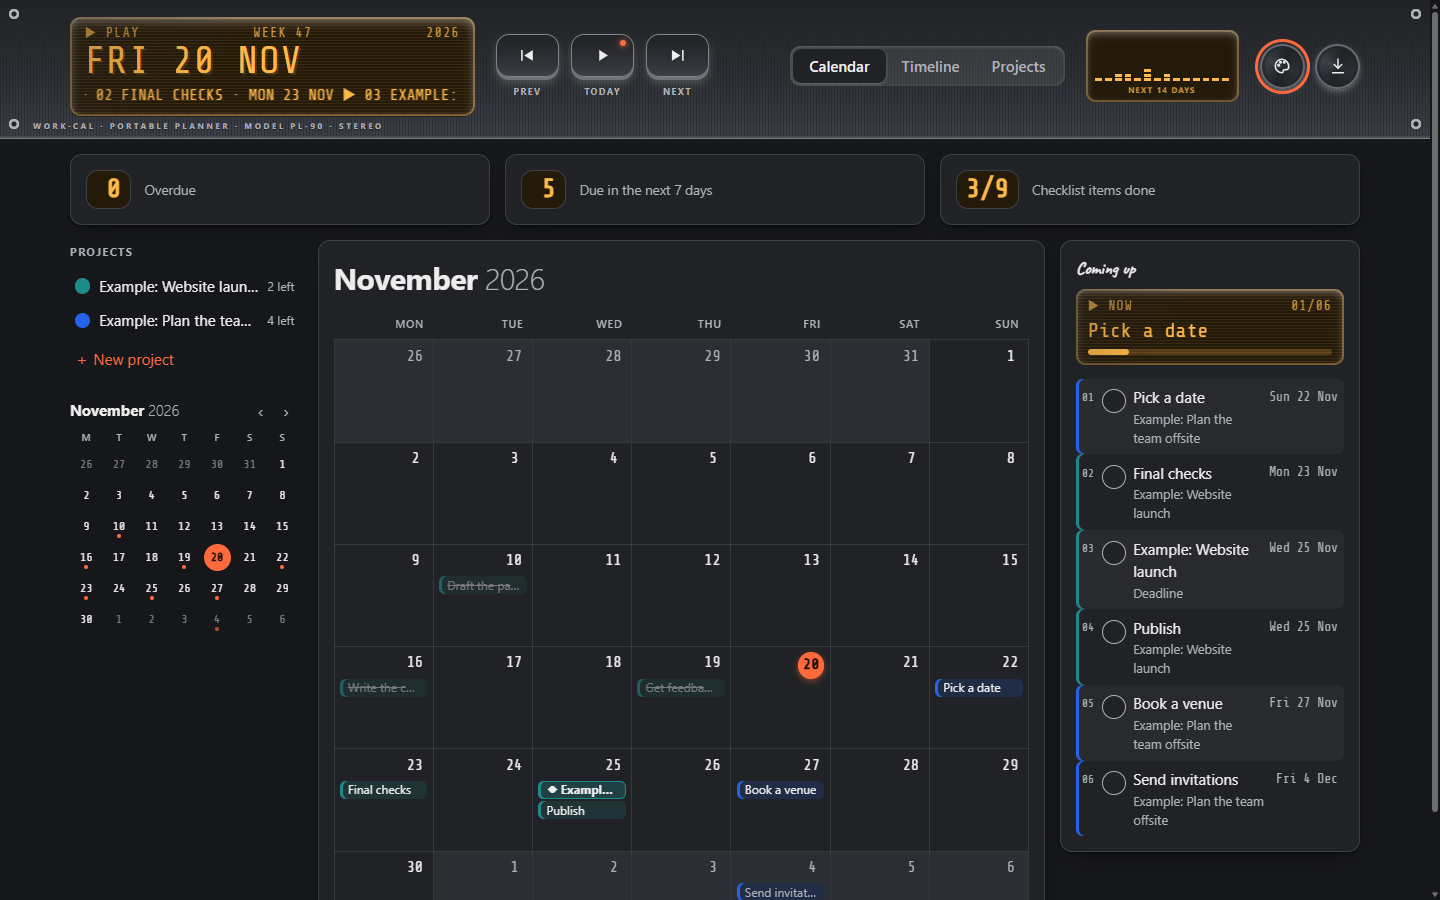 ▶ PLAY WEEK 47 2026
FRI 20 NOV
· 02 FINAL CHECKS · MON 23 NOV ▶ 03 EXAMPLE:
PREV TODAY NEXT
Calendar Timeline Projects
NEXT 14 DAYS
WORK-CAL · PORTABLE PLANNER · MODEL PL-90 · STEREO
0 Overdue
5 Due in the next 7 days
3/9 Checklist items done
PROJECTS
Example: Website laun... 2 left
Example: Plan the tea... 4 left
+ New project
November 2026 ‹ ›
M T W T F S S
26 27 28 29 30 31 1
2 3 4 5 6 7 8
9 10 11 12 13 14 15
16 17 18 19 20 21 22
23 24 25 26 27 28 29
30 1 2 3 4 5 6
November 2026
MON TUE WED THU FRI SAT SUN
26 27 28 29 30 31 1
2 3 4 5 6 7 8
9 10 11 12 13 14 15
Draft the pa...
16 17 18 19 20 21 22
Write the c... Get feedba... Pick a date
23 24 25 26 27 28 29
Final checks Exampl... Book a venue
Publish
30 1 2 3 4 5 6
Send invitat...
Coming up
▶ NOW 01/06
Pick a date
01 Pick a date Sun 22 Nov
Example: Plan the
team offsite
02 Final checks Mon 23 Nov
Example: Website
launch
03 Example: Website Wed 25 Nov
launch
Deadline
04 Publish Wed 25 Nov
Example: Website
launch
05 Book a venue Fri 27 Nov
Example: Plan the
team offsite
06 Send invitations Fri 4 Dec
Example: Plan the team
offsite